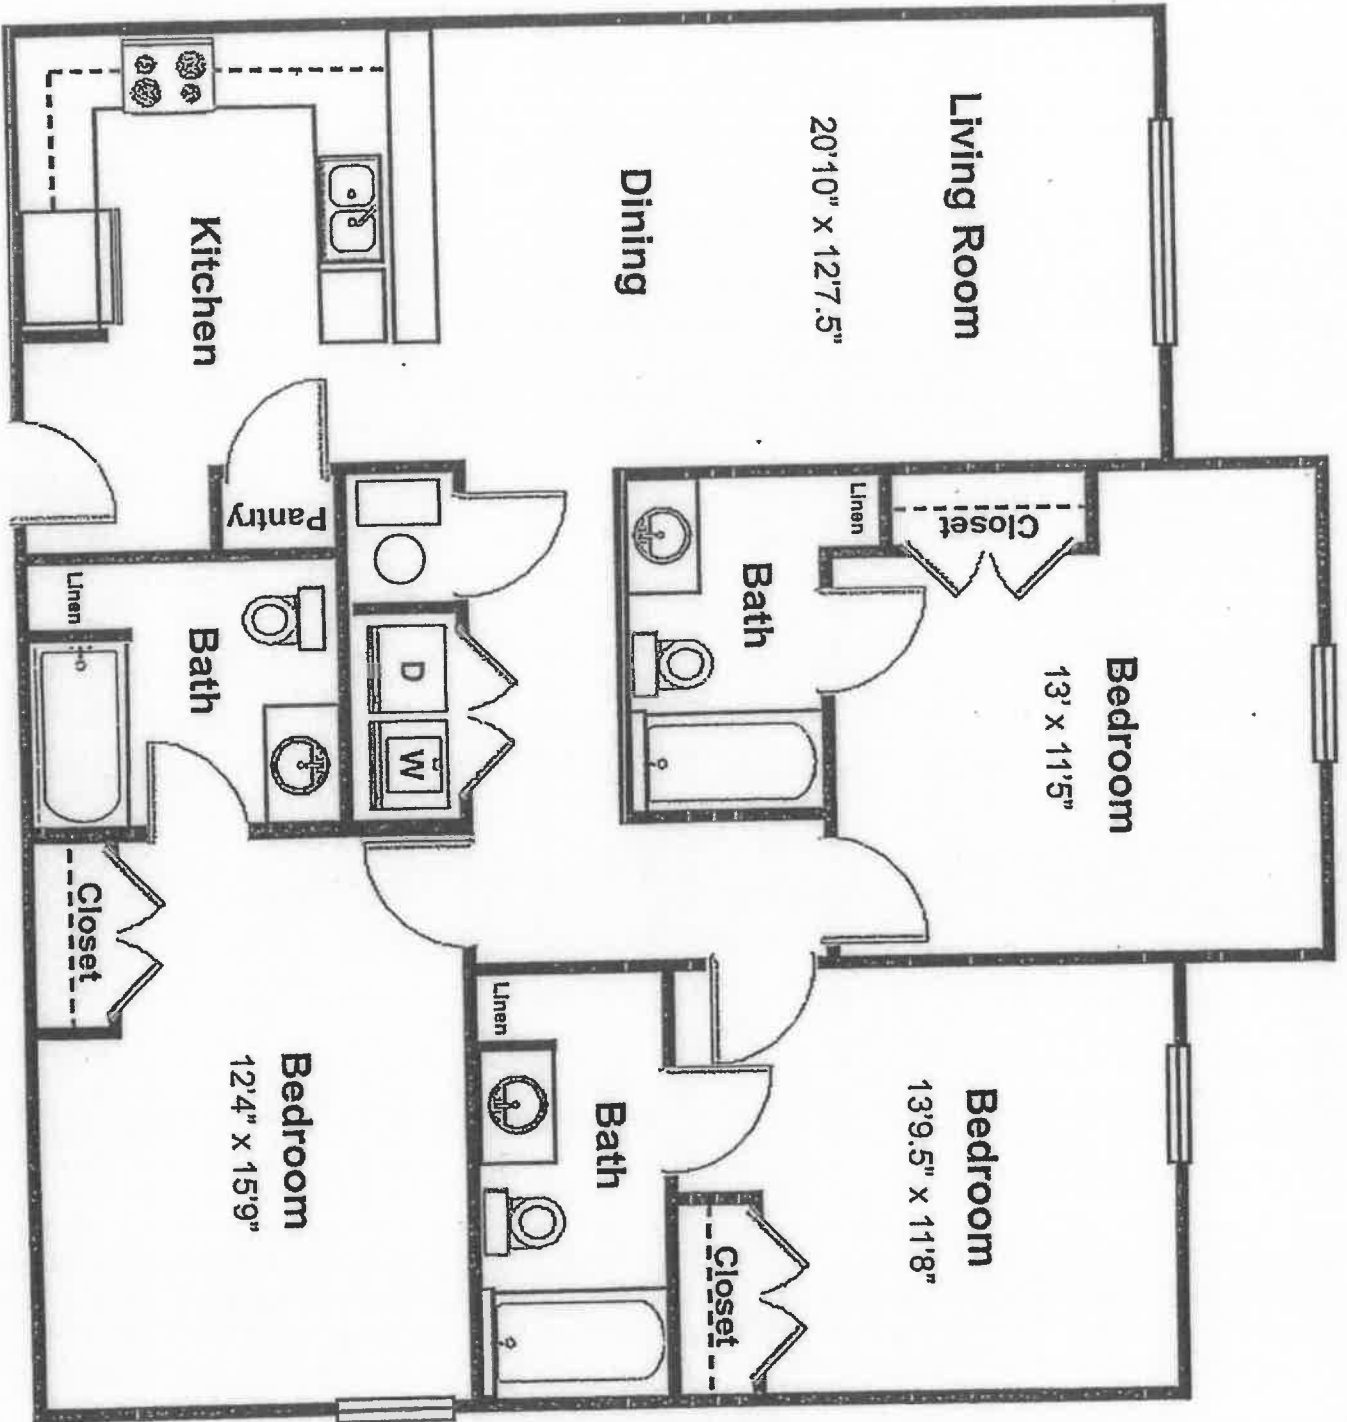 Living Room
20'10" x 12'7.5"
Dining
Kitchen
Pantry
Linen
Closet
Bath
Bedroom
13' x 11'5"
D
W
Linen
Bath
Closet
Bedroom
13'9.5" x 11'8"
Closet
Linen
Bath
Bedroom
12'4" x 15'9"